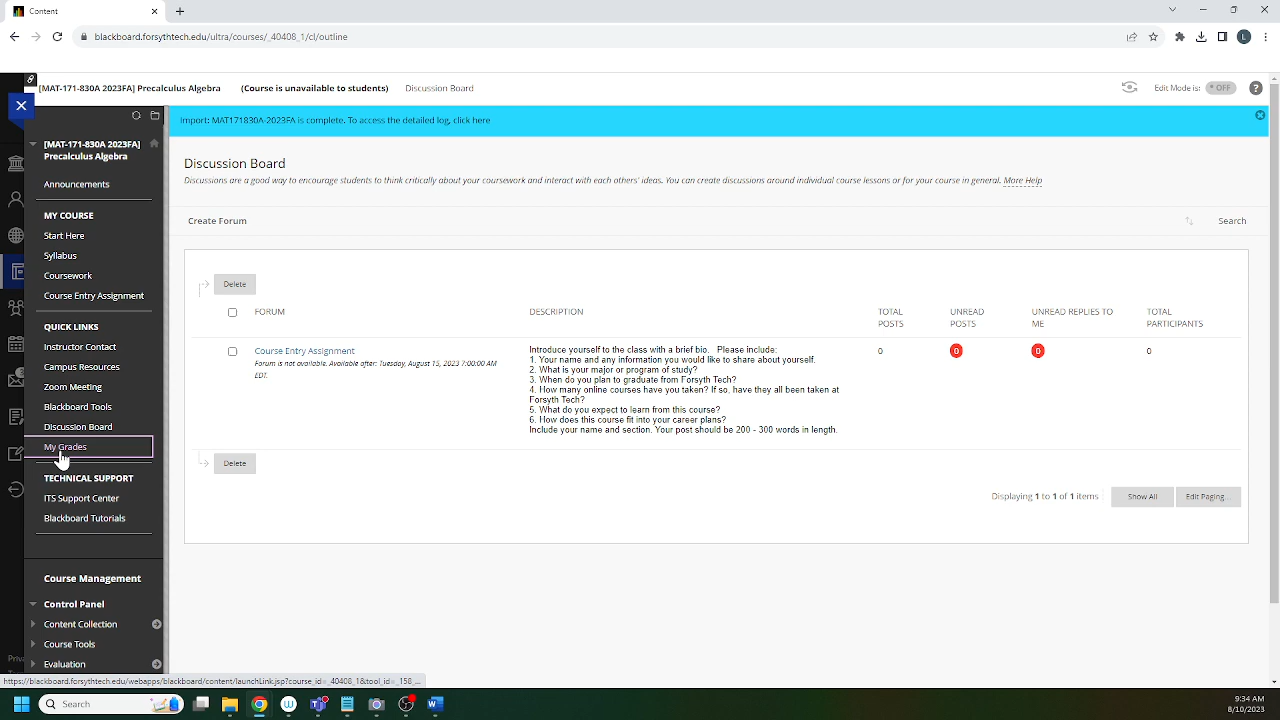 Content
blackboard.forsythtech.edu/ultra/courses/_40408_1/cl/outline
L
[MAT-171-830A 2023FA] Precalculus Algebra
(Course is unavailable to students)
Discussion Board
Edit Mode is:
OFF
?
Import: MAT171830A-2023FA is complete. To access the detailed log, click here
[MAT-171-830A 2023FA]
Precalculus Algebra
Announcements
MY COURSE
Start Here
Syllabus
Coursework
Course Entry Assignment
QUICK LINKS
Instructor Contact
Campus Resources
Zoom Meeting
Blackboard Tools
Discussion Board
My Grades
TECHNICAL SUPPORT
ITS Support Center
Blackboard Tutorials
Course Management
Control Panel
Content Collection
Course Tools
Evaluation
Discussion Board
Discussions are a good way to encourage students to think critically about your coursework and interact with each others' ideas. You can create discussions around individual course lessons or for your course in general. More Help
Create Forum
Search
Delete
FORUM
DESCRIPTION
TOTAL
POSTS
UNREAD
POSTS
UNREAD REPLIES TO
ME
TOTAL
PARTICIPANTS
Course Entry Assignment
Forum is not available. Available after: Tuesday, August 15, 2023 7:00:00 AM
EDT.
Introduce yourself to the class with a brief bio. Please include:
1. Your name and any information you would like to share about yourself.
2. What is your major or program of study?
3. When do you plan to graduate from Forsyth Tech?
4. How many online courses have you taken? If so, have they all been taken at
Forsyth Tech?
5. What do you expect to learn from this course?
6. How does this course fit into your career plans?
Include your name and section. Your post should be 200 - 300 words in length.
0
0
0
0
Delete
Displaying 1 to 1 of 1 items
Show All
Edit Paging...
Priva
https://blackboard.forsythtech.edu/webapps/blackboard/content/launchLink.jsp?course_id=_40408_1&tool_id=_158_...
Search
9:34 AM
8/10/2023